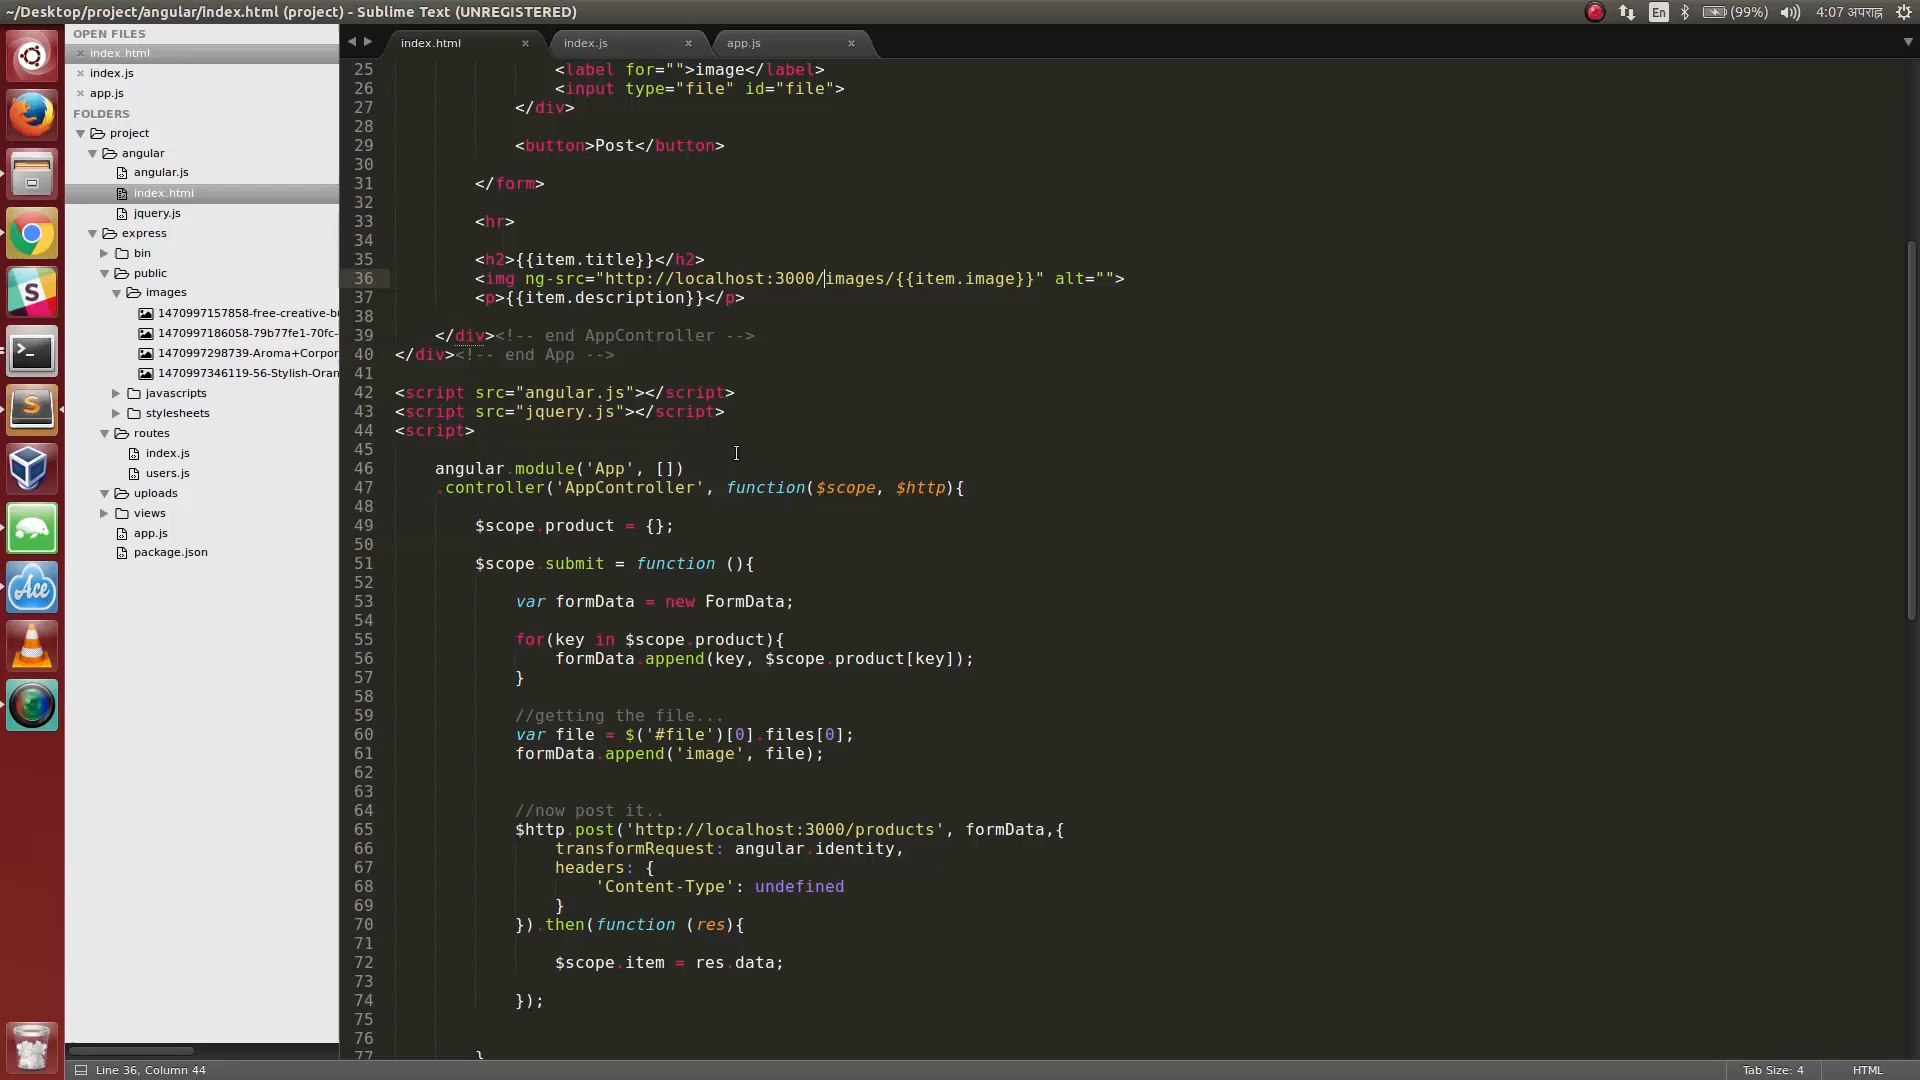 ~/Desktop/project/angular/index.html (project) - Sublime Text (UNREGISTERED)
En
(99%)
4:07 अपराह्न
OPEN FILES
index.html
index.js
app.js
FOLDERS
project
angular
angular.js
index.html
jquery.js
express
bin
public
images
1470997157858-free-creative-b
1470997186058-79b77fe1-70fc-
1470997298739-Aroma+Corpor
1470997346119-56-Stylish-Oran
javascripts
stylesheets
routes
index.js
users.js
uploads
views
app.js
package.json
index.html
index.js
app.js
25 <label for="">image</label>
26 <input type="file" id="file">
27 </div>
28
29 <button>Post</button>
30
31 </form>
32
33 <hr>
34
35 <h2>{{item.title}}</h2>
36 <img ng-src="http://localhost:3000/images/{{item.image}}" alt="">
37 <p>{{item.description}}</p>
38
39 </div><!-- end AppController -->
40 </div><!-- end App -->
41
42 <script src="angular.js"></script>
43 <script src="jquery.js"></script>
44 <script>
45
46 angular.module('App', [])
47 .controller('AppController', function($scope, $http){
48
49 $scope.product = {};
50
51 $scope.submit = function (){
52
53 var formData = new FormData;
54
55 for(key in $scope.product){
56 formData.append(key, $scope.product[key]);
57 }
58
59 //getting the file...
60 var file = $('#file')[0].files[0];
61 formData.append('image', file);
62
63
64 //now post it..
65 $http.post('http://localhost:3000/products', formData,{
66 transformRequest: angular.identity,
67 headers: {
68 'Content-Type': undefined
69 }
70 }).then(function (res){
71
72 $scope.item = res.data;
73
74 });
75
76
77 }
Line 36, Column 44
Tab Size: 4
HTML
Ace